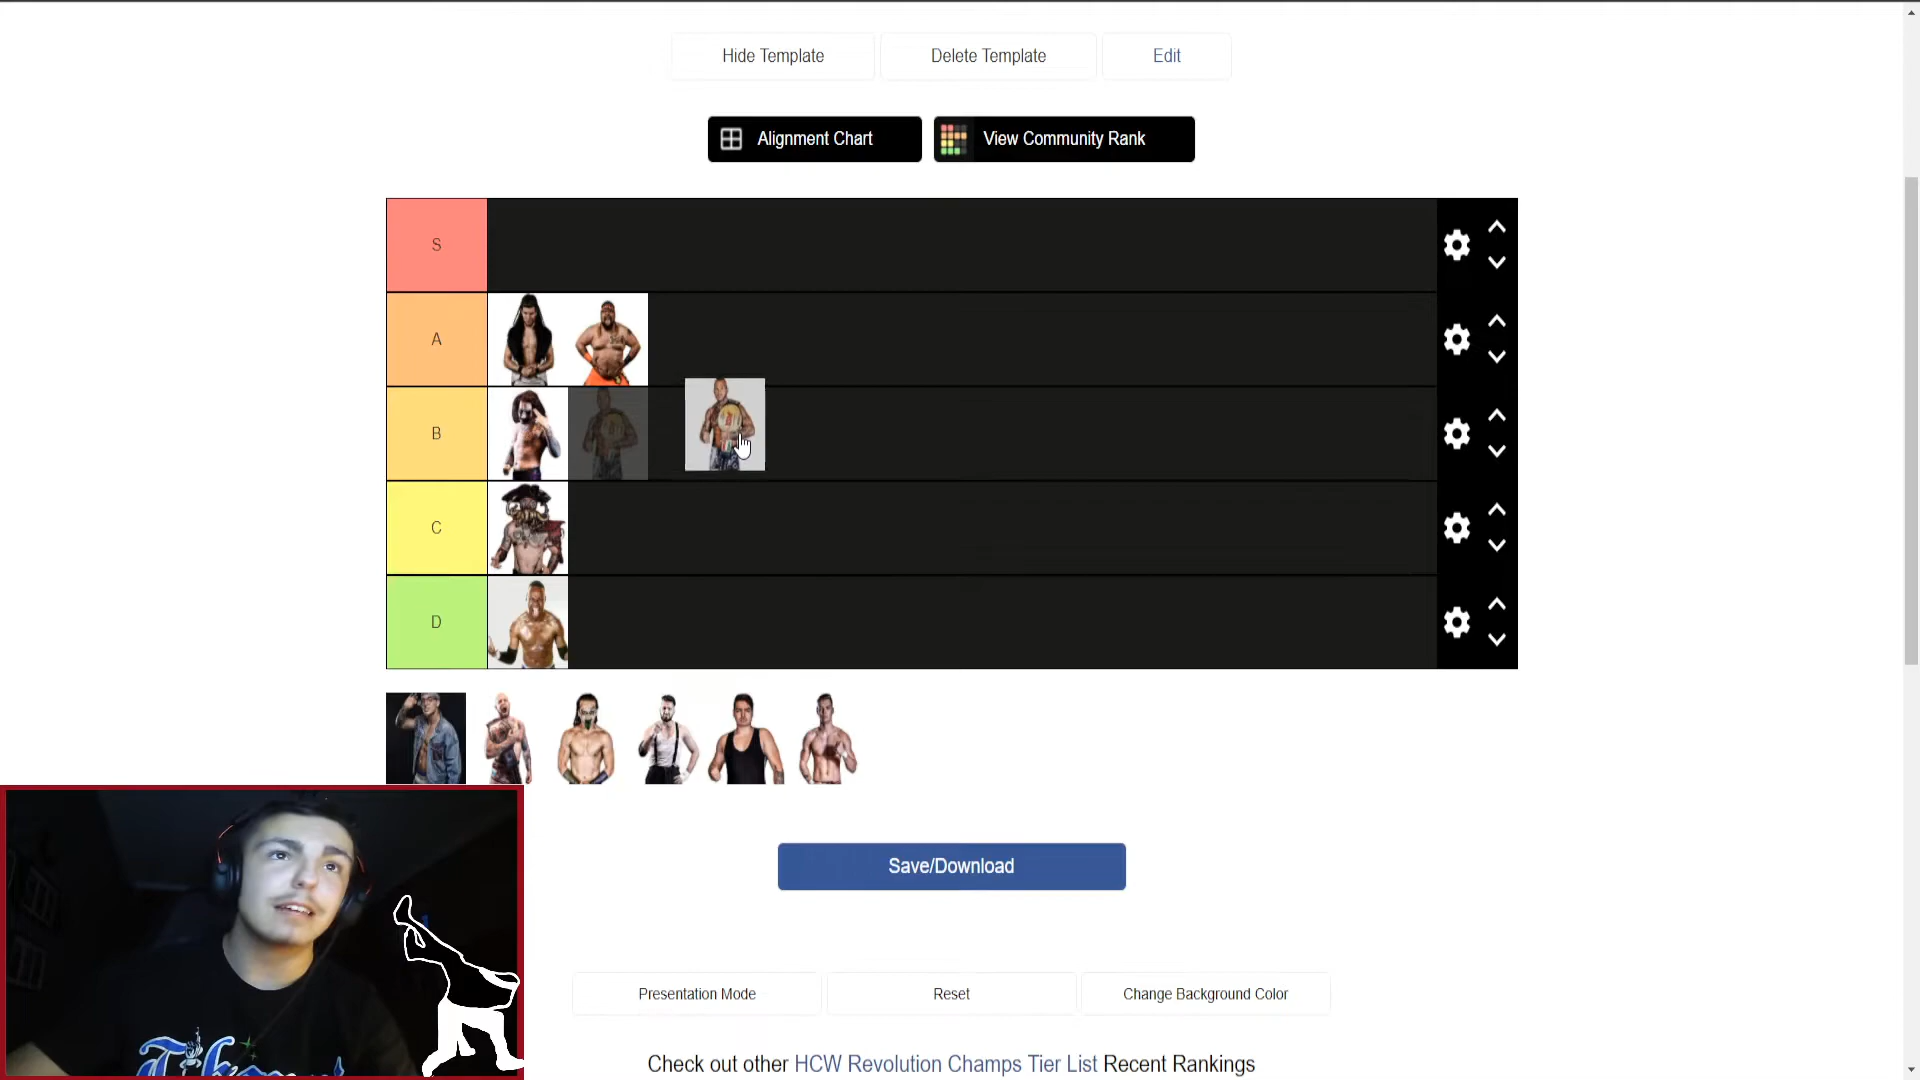 Hide Template Delete Template Edit
Alignment Chart View Community Rank
S
A
B
C
D
Save/Download
Presentation Mode Reset Change Background Color
Check out other HCW Revolution Champs Tier List Recent Rankings